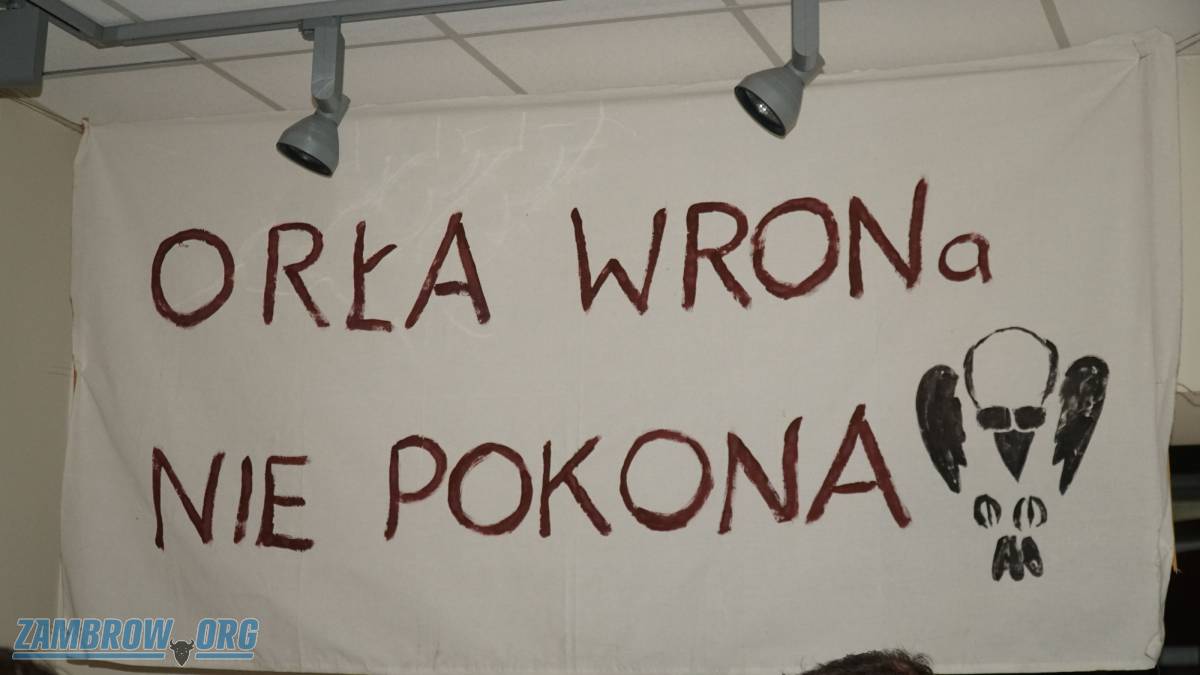 ORŁA WRONa
NIE POKONA
ZAMBROW.ORG